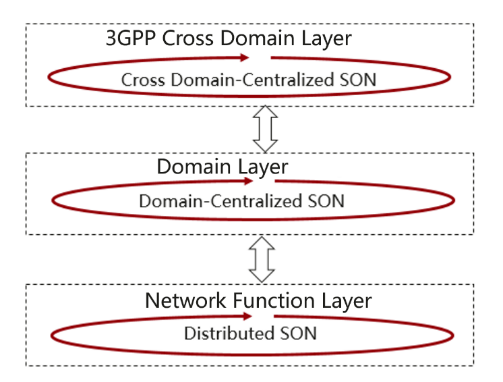 3GPP Cross Domain Layer
Cross Domain-Centralized SON
Domain Layer
Domain-Centralized SON
Network Function Layer
Distributed SON